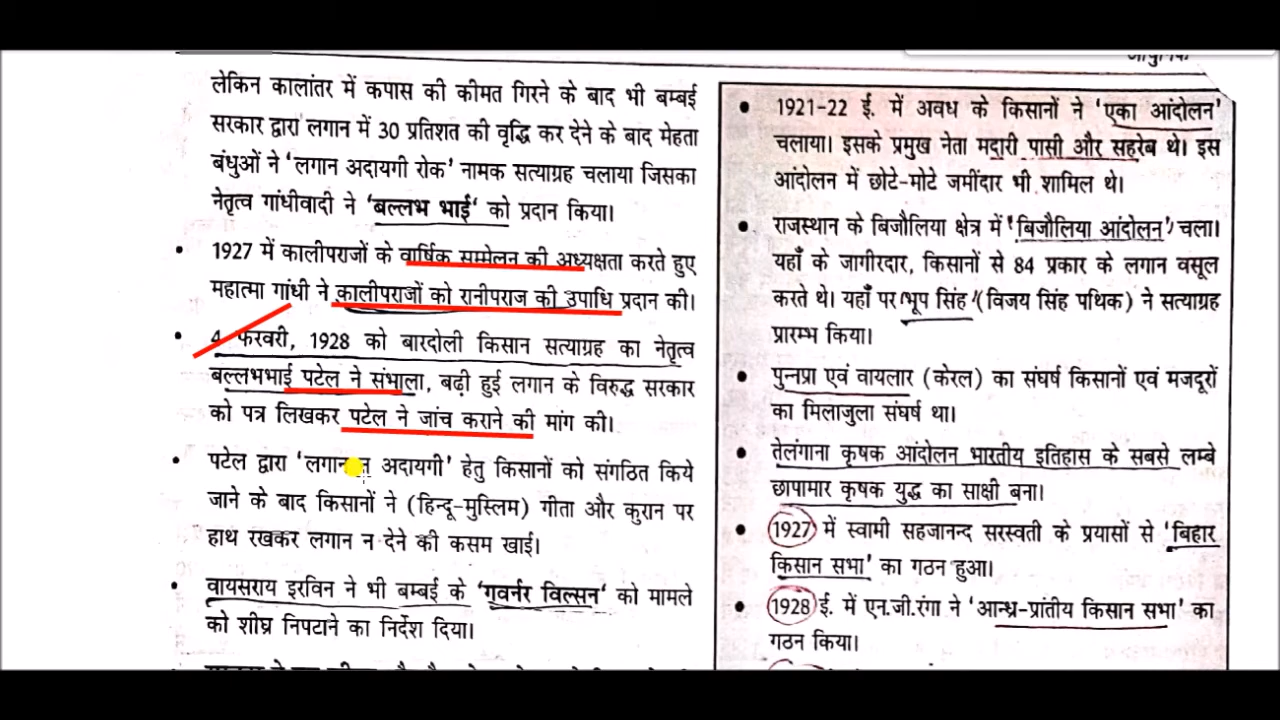 लेकिन कालांतर में कपास की कीमत गिरने के बाद भी बम्बई
सरकार द्वारा लगान में 30 प्रतिशत की वृद्धि कर देने के बाद मेहता
बंधुओं ने 'लगान अदायगी रोक' नामक सत्याग्रह चलाया जिसका
नेतृत्व गांधीवादी ने 'बल्लभ भाई' को प्रदान किया।
• 1927 में कालीपराजों के वार्षिक सम्मेलन की अध्यक्षता करते हुए
महात्मा गांधी ने कालीपराजों को रानीपराज की उपाधि प्रदान की।
• 4 फरवरी, 1928 को बारदोली किसान सत्याग्रह का नेतृत्व
बल्लभभाई पटेल ने संभाला, बढ़ी हुई लगान के विरुद्ध सरकार
को पत्र लिखकर पटेल ने जांच कराने की मांग की।
• पटेल द्वारा 'लगान न अदायगी' हेतु किसानों को संगठित किये
जाने के बाद किसानों ने (हिन्दू-मुस्लिम) गीता और कुरान पर
हाथ रखकर लगान न देने की कसम खाई।
• वायसराय इरविन ने भी बम्बई के 'गवर्नर विल्सन' को मामले
को शीघ्र निपटाने का निर्देश दिया।
• 1921-22 ई. में अवध के किसानों ने 'एका आंदोलन'
चलाया। इसके प्रमुख नेता मदारी पासी और सहरेब थे। इस
आंदोलन में छोटे-मोटे जमींदार भी शामिल थे।
• राजस्थान के बिजौलिया क्षेत्र में 'बिजौलिया आंदोलन' चला।
यहाँ के जागीरदार, किसानों से 84 प्रकार के लगान वसूल
करते थे। यहाँ पर भूप सिंह (विजय सिंह पथिक) ने सत्याग्रह
प्रारम्भ किया।
• पुन्नप्रा एवं वायलार (केरल) का संघर्ष किसानों एवं मजदूरों
का मिलाजुला संघर्ष था।
• तेलंगाना कृषक आंदोलन भारतीय इतिहास के सबसे लम्बे
छापामार कृषक युद्ध का साक्षी बना।
• 1927 में स्वामी सहजानन्द सरस्वती के प्रयासों से 'बिहार
किसान सभा' का गठन हुआ।
• 1928 ई. में एन.जी.रंगा ने 'आन्ध्र-प्रांतीय किसान सभा' का
गठन किया।